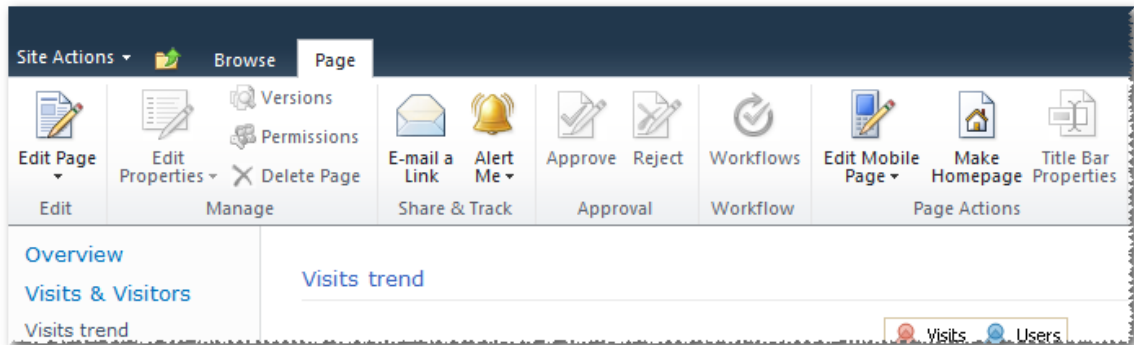 Site Actions Browse Page
Versions
Permissions
Delete Page
Edit Page
Edit Properties
E-mail a Link
Alert Me
Approve Reject Workflows
Edit Mobile Page
Make Homepage
Title Bar Properties
Edit Manage Share & Track Approval Workflow Page Actions
Overview
Visits & Visitors
Visits trend
Visits trend
Visits Users